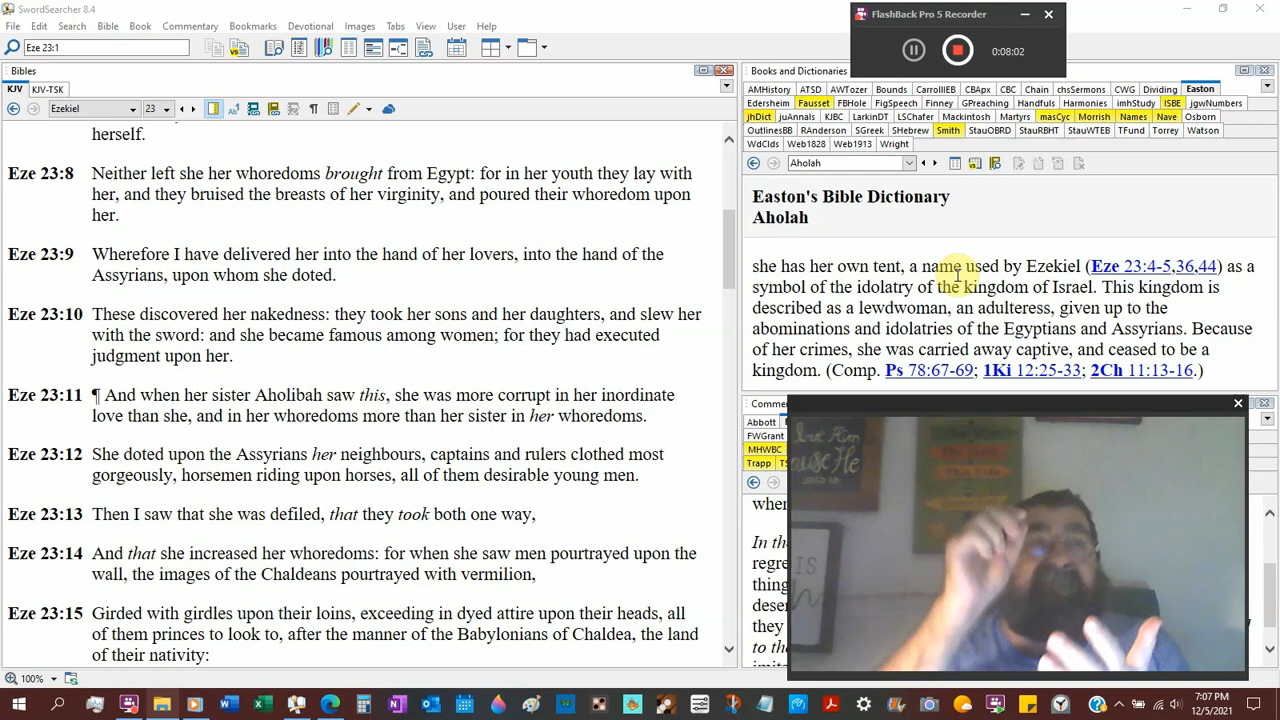 SwordSearcher 8.4
File Edit Search Bible Book Commentary Bookmarks Devotional Images Tabs View User Help
Eze 23:1
FlashBack Pro 5 Recorder
0:08:02
Bibles
KJV KJV-TSK
Ezekiel 23
herself.
Eze 23:8 Neither left she her whoredoms brought from Egypt: for in her youth they lay with
her, and they bruised the breasts of her virginity, and poured their whoredom upon
her.
Eze 23:9 Wherefore I have delivered her into the hand of her lovers, into the hand of the
Assyrians, upon whom she doted.
Eze 23:10 These discovered her nakedness: they took her sons and her daughters, and slew her
with the sword: and she became famous among women; for they had executed
judgment upon her.
Eze 23:11 ¶ And when her sister Aholibah saw this, she was more corrupt in her inordinate
love than she, and in her whoredoms more than her sister in her whoredoms.
Eze 23:12 She doted upon the Assyrians her neighbours, captains and rulers clothed most
gorgeously, horsemen riding upon horses, all of them desirable young men.
Eze 23:13 Then I saw that she was defiled, that they took both one way,
Eze 23:14 And that she increased her whoredoms: for when she saw men pourtrayed upon the
wall, the images of the Chaldeans pourtrayed with vermilion,
Eze 23:15 Girded with girdles upon their loins, exceeding in dyed attire upon their heads, all
of them princes to look to, after the manner of the Babylonians of Chaldea, the land
of their nativity:
100%
Books and Dictionaries
AMHistory ATSD AWTozer Bounds CarrollEB CBApx CBC Chain chsSermons CWG Dividing Easton
Edersheim Fausset FBHole FigSpeech Finney GPreaching Handfuls Harmonies imhStudy ISBE jgwNumbers
jhDict juAnnals KJBC LarkinDT LSChafer Mackintosh Martyrs masCyc Morrish Names Nave Osborn
OutlinesBB RAnderson SGreek SHebrew Smith StauOBRD StauRBHT StauWTEB TFund Torrey Watson
WdClds Web1828 Web1913 Wright
Aholah
Easton's Bible Dictionary
Aholah
she has her own tent, a name used by Ezekiel (Eze 23:4-5,36,44) as a
symbol of the idolatry of the kingdom of Israel. This kingdom is
described as a lewdwoman, an adulteress, given up to the
abominations and idolatries of the Egyptians and Assyrians. Because
of her crimes, she was carried away captive, and ceased to be a
kingdom. (Comp. Ps 78:67-69; 1Ki 12:25-33; 2Ch 11:13-16.)
Abbott
FWGrant
MHWBC
Trapp
7:07 PM
12/5/2021